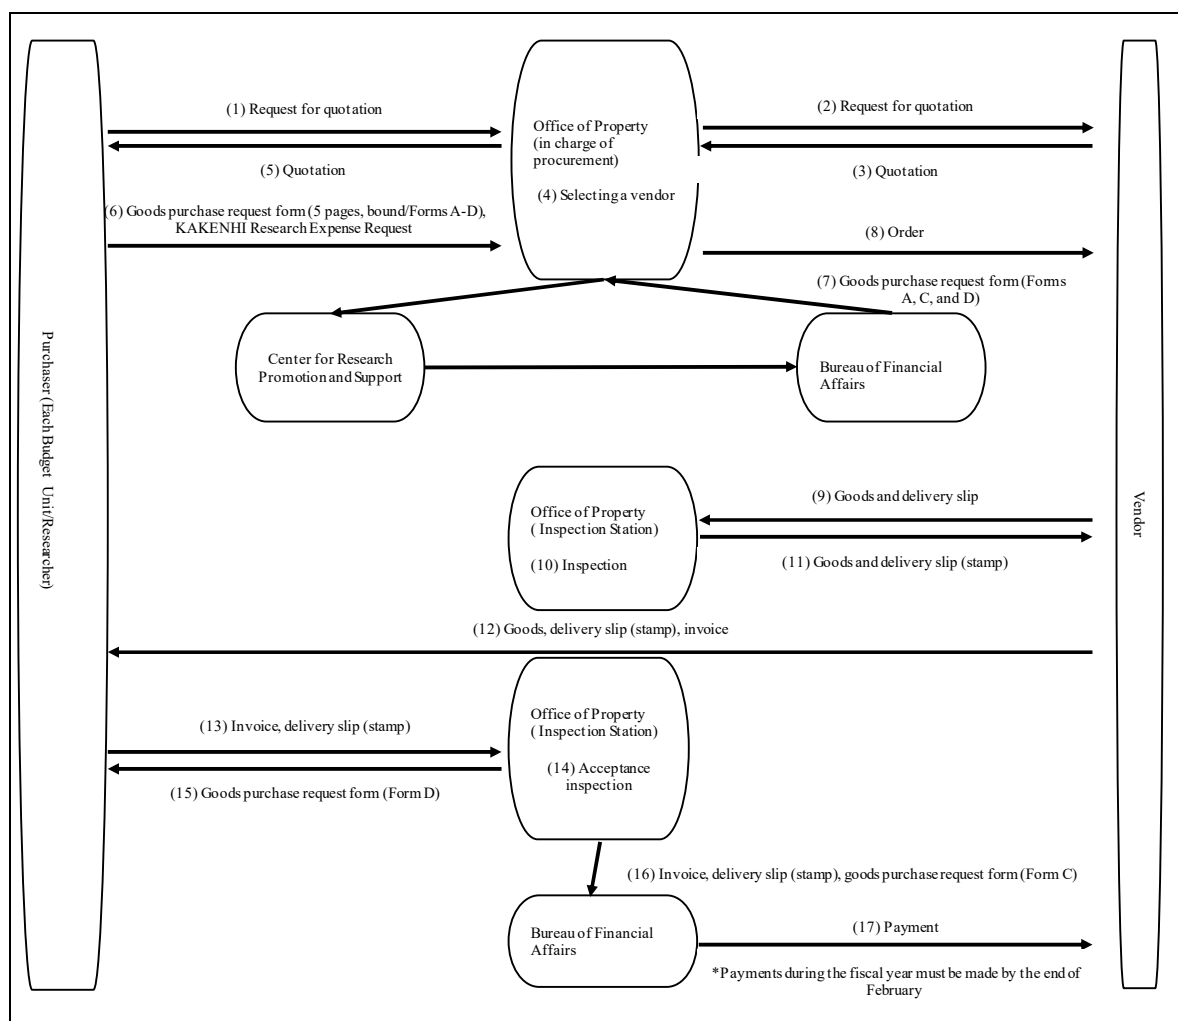 (1) Request for quotation
(2) Request for quotation
Office of Property
(in charge of
procurement)
(5) Quotation
(3) Quotation
(4) Selecting a vendor
(6) Goods purchase request form (5 pages, bound/Forms A-D),
KAKENHI Research Expense Request
(8) Order
(7) Goods purchase request form (Forms
A, C, and D)
Center for Research
Promotion and Support
Bureau of Financial
Affairs
Purchaser (Each Budget Unit/Researcher)
Vendor
Office of Property
( Inspection Station)
(10) Inspection
(9) Goods and delivery slip
(11) Goods and delivery slip (stamp)
(12) Goods, delivery slip (stamp), invoice
Office of Property
( Inspection Station)
(13) Invoice, delivery slip (stamp)
(14) Acceptance
inspection
(15) Goods purchase request form (Form D)
(16) Invoice, delivery slip (stamp), goods purchase request form (Form C)
Bureau of Financial
Affairs
(17) Payment
*Payments during the fiscal year must be made by the end of
February